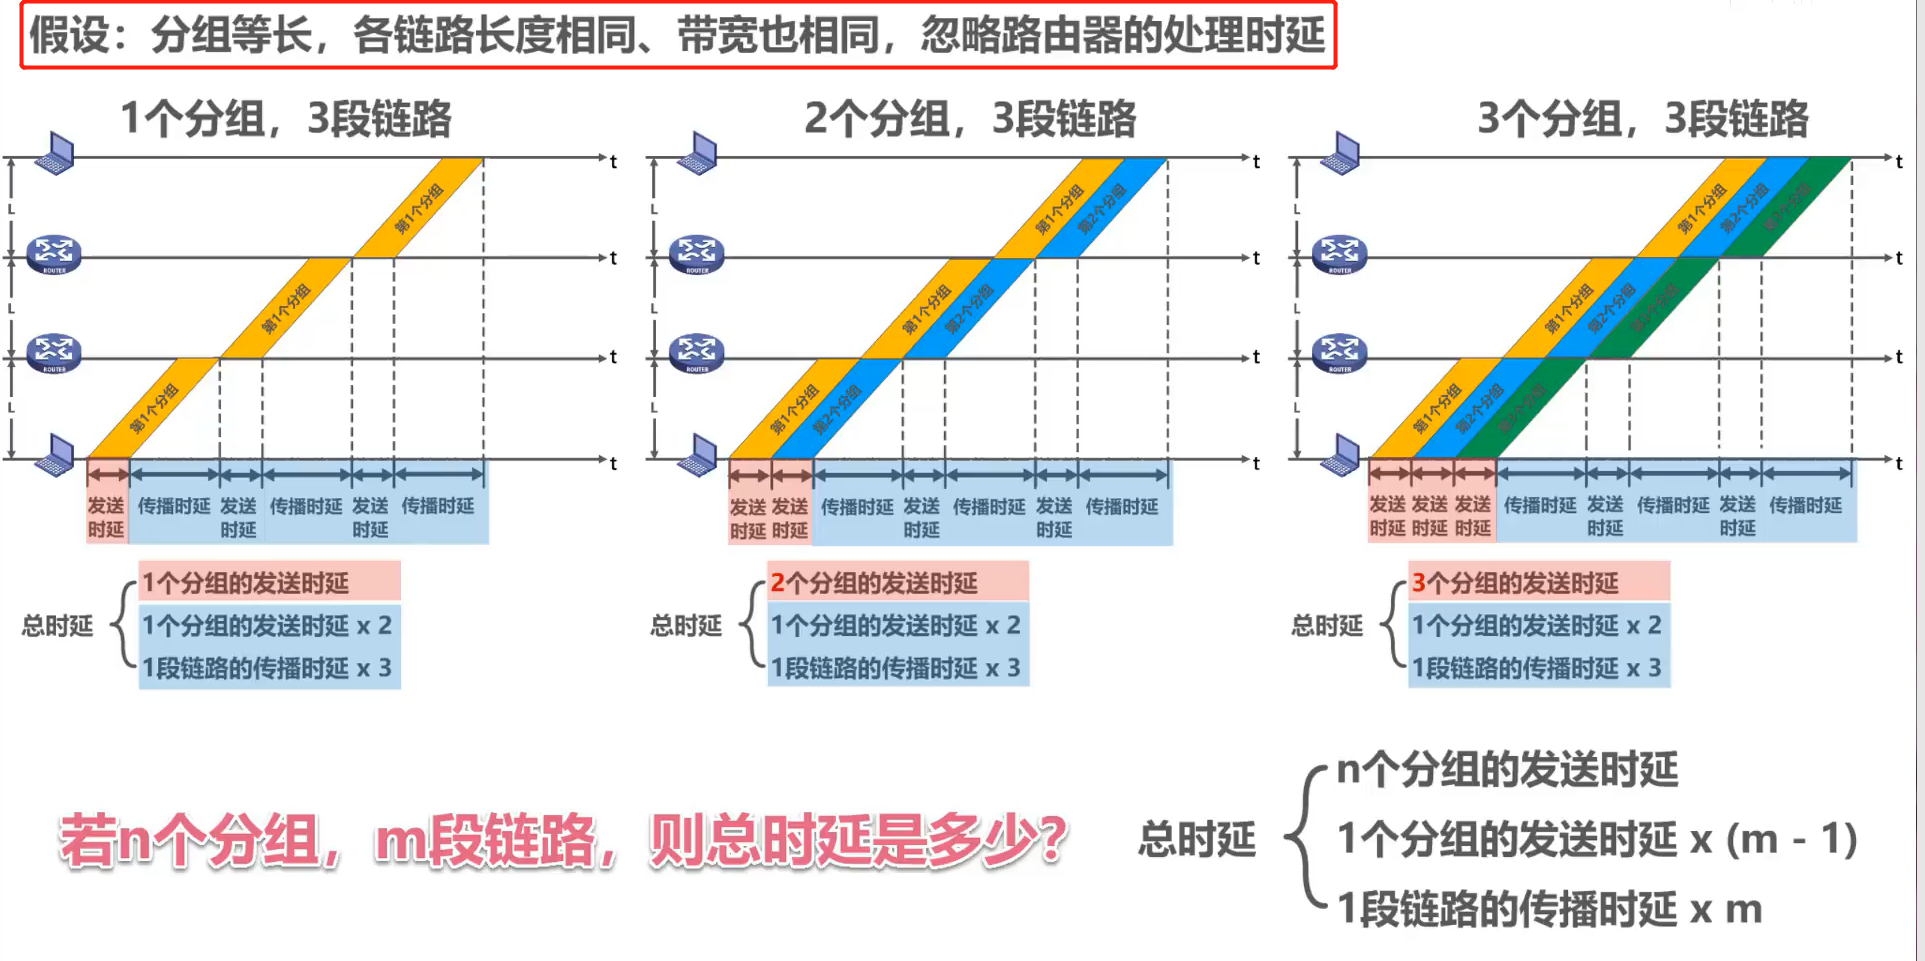 假设：分组等长，各链路长度相同、带宽也相同，忽略路由器的处理时延
1个分组，3段链路
t
L
第1个分组
ROUTER
t
L
第1个分组
ROUTER
t
L
第1个分组
t
发送时延
传播时延
发送时延
传播时延
发送时延
传播时延
总时延
1个分组的发送时延
1个分组的发送时延 x 2
1段链路的传播时延 x 3
2个分组，3段链路
t
L
第1个分组
第2个分组
ROUTER
t
L
第1个分组
第2个分组
ROUTER
t
L
第1个分组
第2个分组
t
发送时延
发送时延
传播时延
发送时延
传播时延
发送时延
传播时延
总时延
2个分组的发送时延
1个分组的发送时延 x 2
1段链路的传播时延 x 3
3个分组，3段链路
t
L
第1个分组
第2个分组
ROUTER
t
L
第1个分组
第2个分组
ROUTER
t
L
第1个分组
第2个分组
t
发送时延
发送时延
发送时延
传播时延
发送时延
传播时延
发送时延
传播时延
总时延
3个分组的发送时延
1个分组的发送时延 x 2
1段链路的传播时延 x 3
若n个分组，m段链路，则总时延是多少？
总时延
n个分组的发送时延
1个分组的发送时延 x (m - 1)
1段链路的传播时延 x m